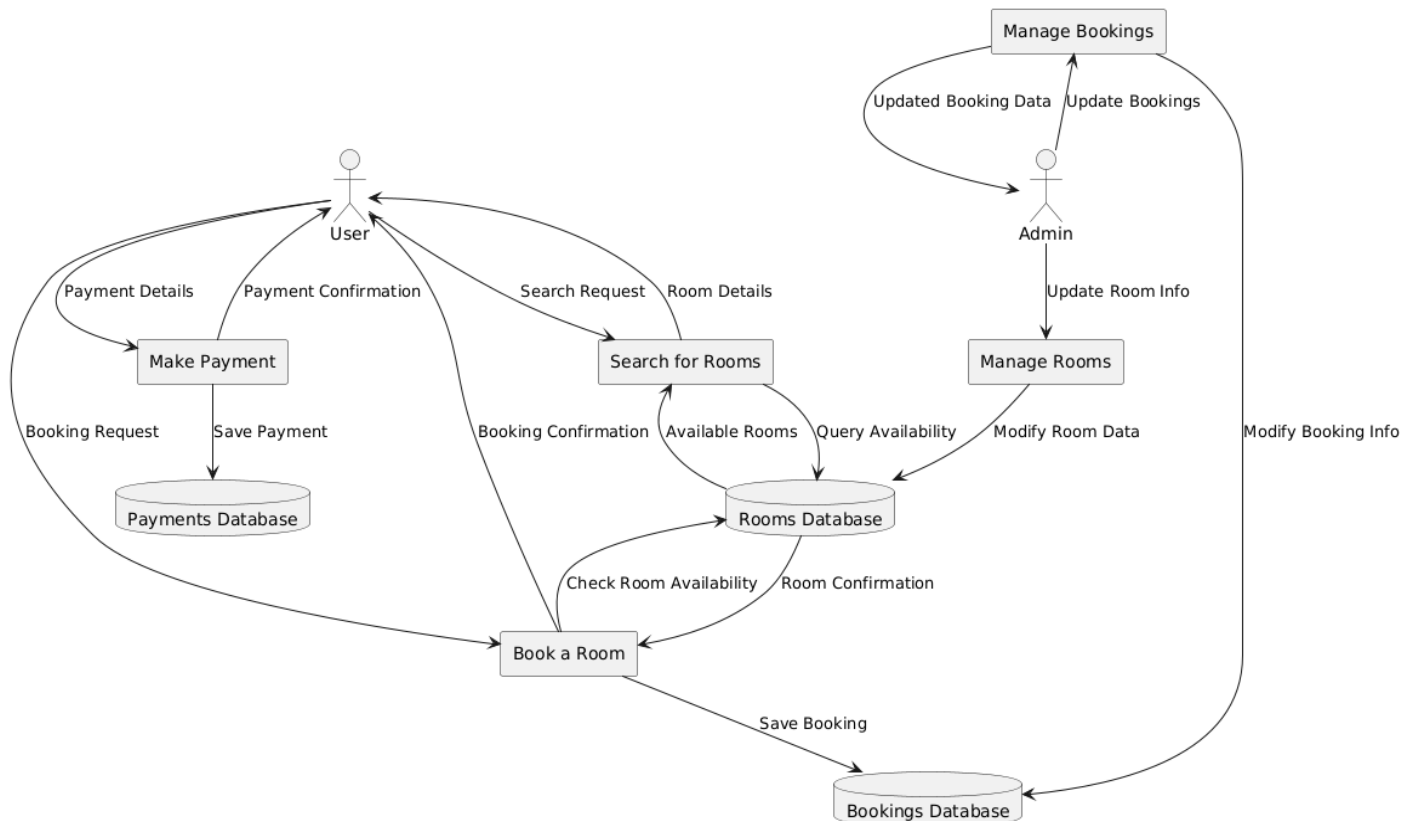 Manage Bookings
Updated Booking Data
Update Bookings
User
Admin
Payment Details
Payment Confirmation
Search Request
Room Details
Update Room Info
Make Payment
Search for Rooms
Manage Rooms
Booking Request
Save Payment
Booking Confirmation
Available Rooms
Query Availability
Modify Room Data
Modify Booking Info
Payments Database
Rooms Database
Check Room Availability
Room Confirmation
Book a Room
Save Booking
Bookings Database